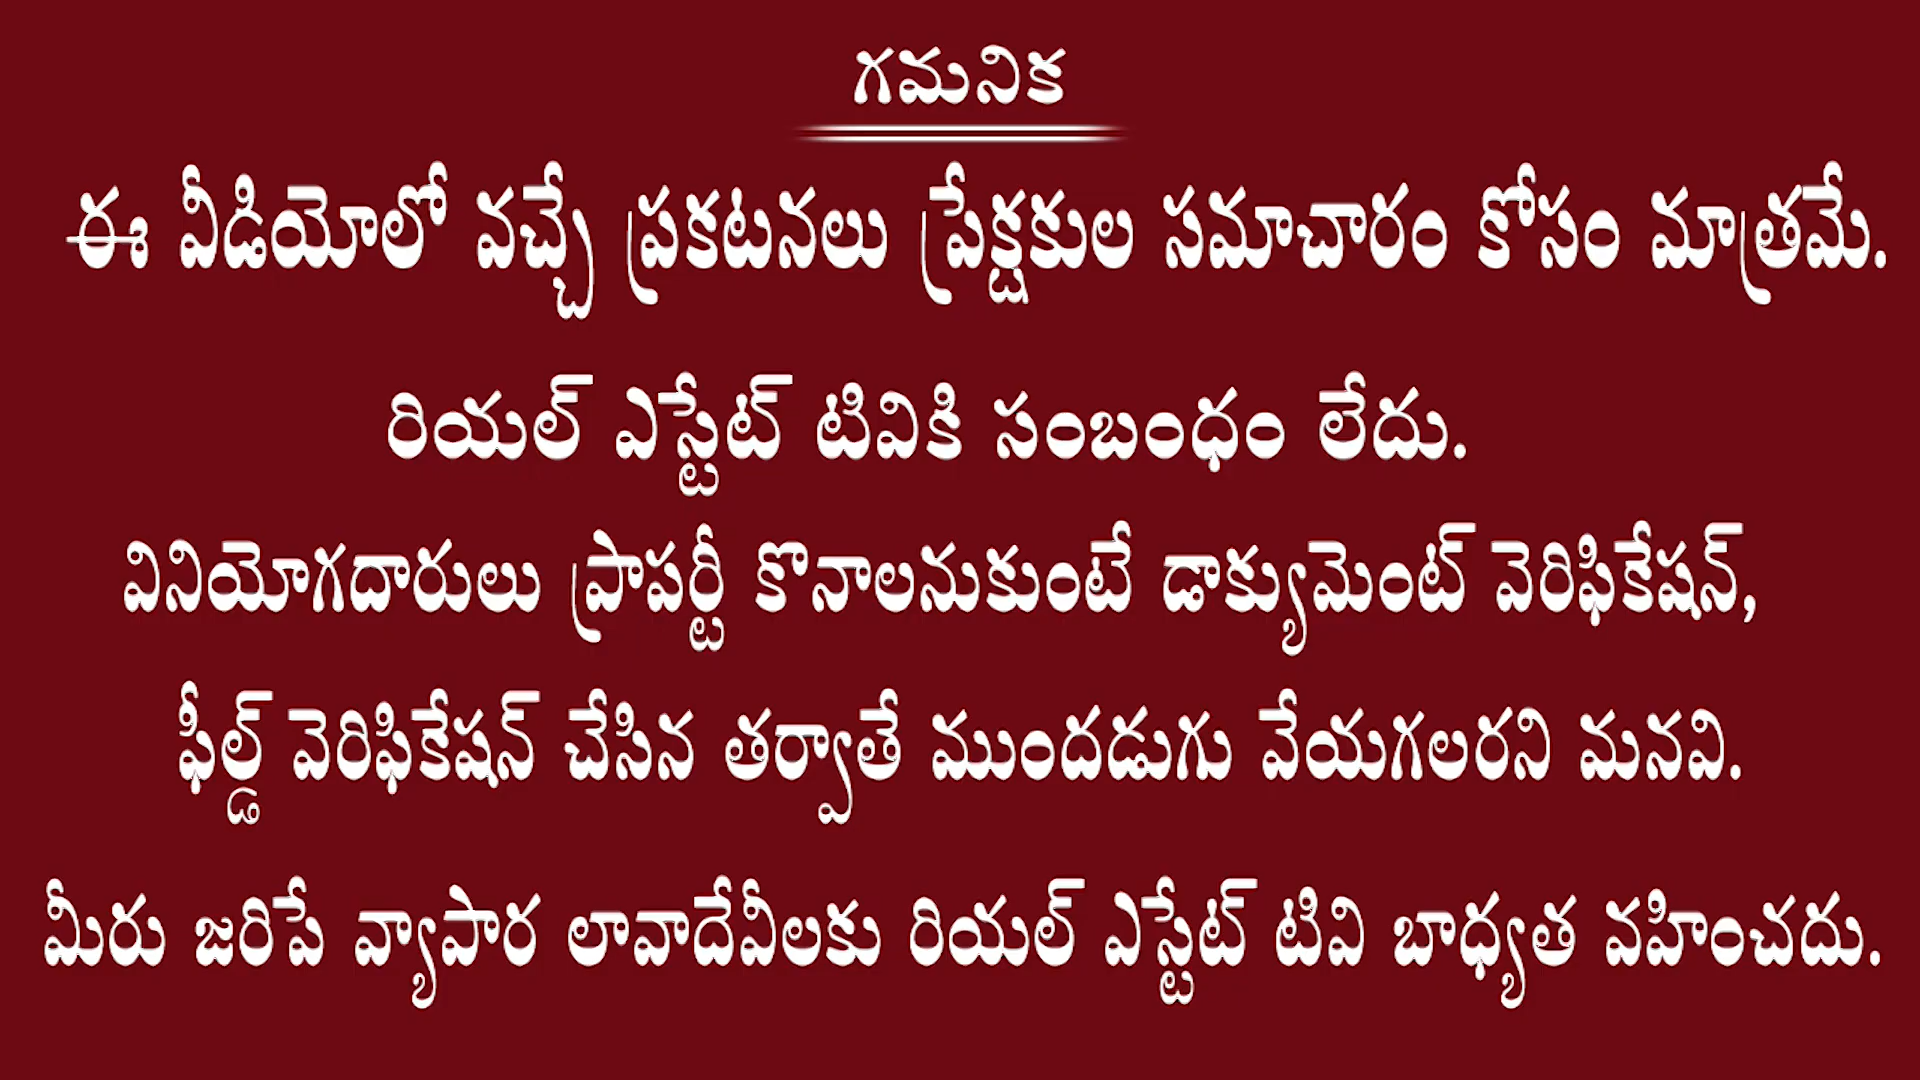 గమనిక
ఈ వీడియోలో వచ్చే ప్రకటనలు ప్రేక్షకుల సమాచారం కోసం మాత్రమే.
రియల్ ఎస్టేట్ టివికి సంబంధం లేదు.
వినియోగదారులు ప్రాపర్టీ కొనాలనుకుంటే డాక్యుమెంట్ వెరిఫికేషన్,
ఫీల్డ్ వెరిఫికేషన్ చేసిన తర్వాతే ముందడుగు వేయగలరని మనవి.
మీరు జరిపే వ్యాపార లావాదేవీలకు రియల్ ఎస్టేట్ టివి బాధ్యత వహించదు.